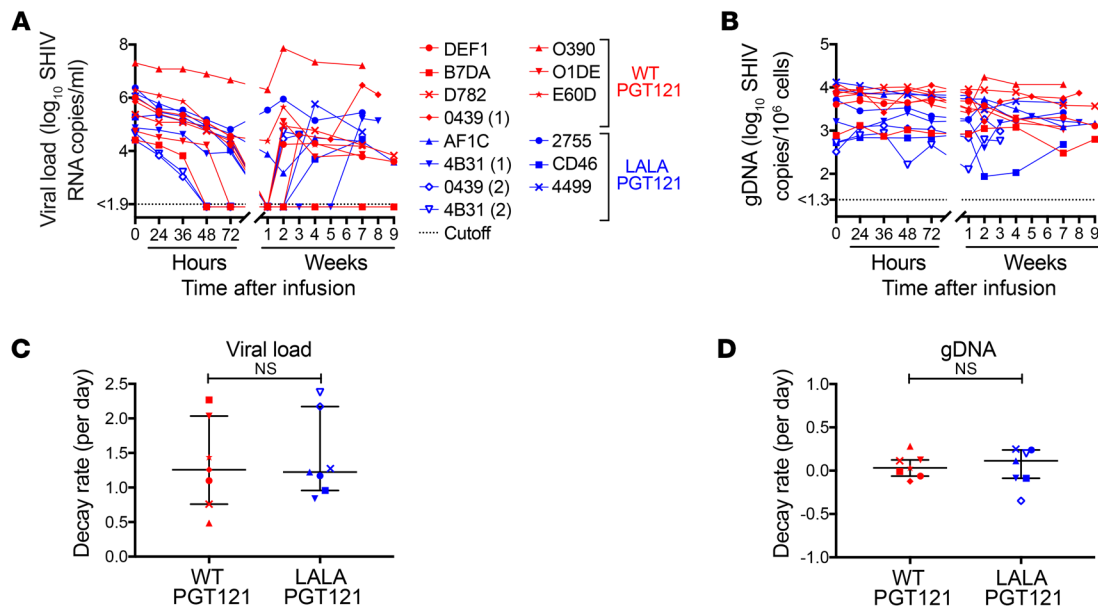 A
Viral load (log10 SHIV
RNA copies/ml)
8
6
4
<1.9
0 24 36 48 72 1 2 3 4 5 6 7 8 9
Hours Weeks
Time after infusion
DEF1
B7DA
D782
0439 (1)
AF1C
4B31 (1)
0439 (2)
4B31 (2)
Cutoff
O390
O1DE
E60D
WT
PGT121
2755
CD46
4499
LALA
PGT121
B
gDNA (log10 SHIV
copies/10⁶ cells)
5
4
3
2
<1.3
0 24 36 48 72 1 2 3 4 5 6 7 8 9
Hours Weeks
Time after infusion
C
Viral load
NS
Decay rate (per day)
2.5
2.0
1.5
1.0
0.5
0.0
WT
PGT121
LALA
PGT121
D
gDNA
NS
Decay rate (per day)
1.0
0.5
0.0
-0.5
-1.0
WT
PGT121
LALA
PGT121